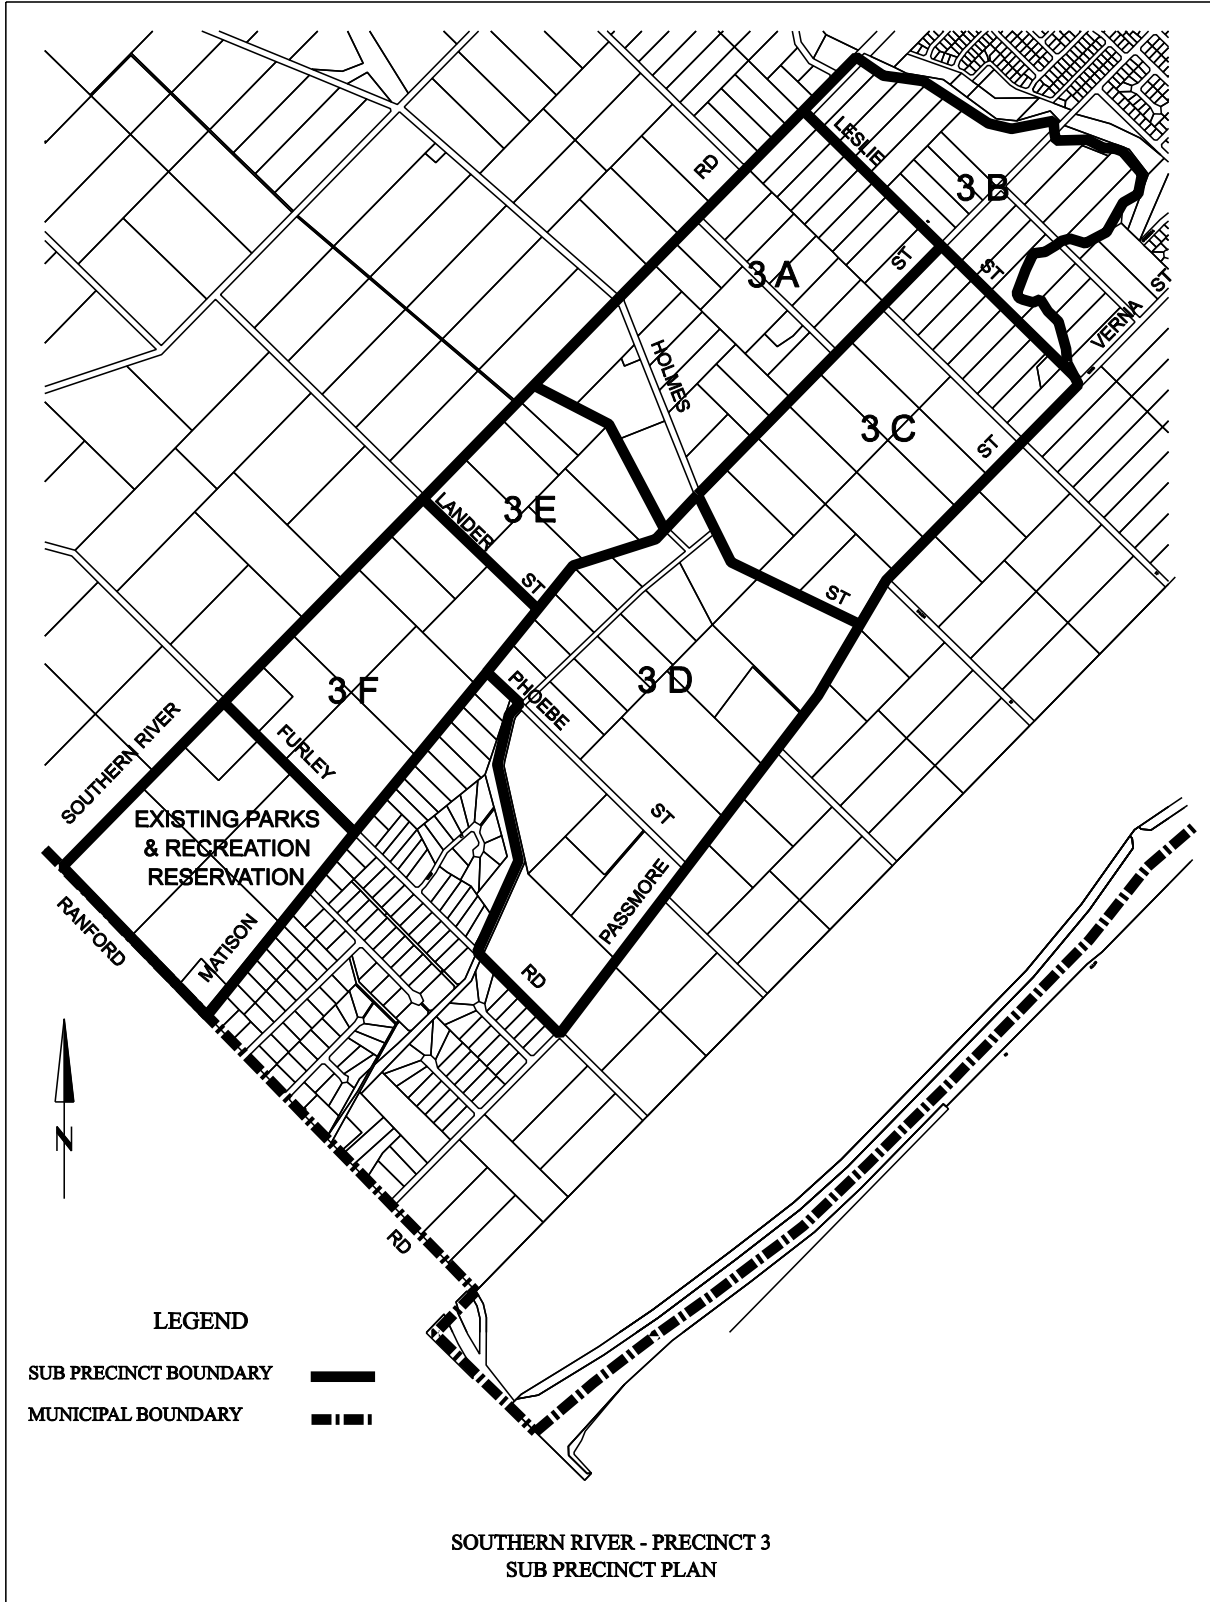 LESLIE
RD
3 B
ST
3 A
ST
ST
VERNA
HOLMES
3 C
ST
3 E
LANDER
ST
ST
3 D
PHOEBE
3 F
SOUTHERN RIVER
FURLEY
EXISTING PARKS
& RECREATION
RESERVATION
ST
PASSMORE
RANFORD
MATISON
RD
N
RD
LEGEND
SUB PRECINCT BOUNDARY
MUNICIPAL BOUNDARY
SOUTHERN RIVER - PRECINCT 3
SUB PRECINCT PLAN